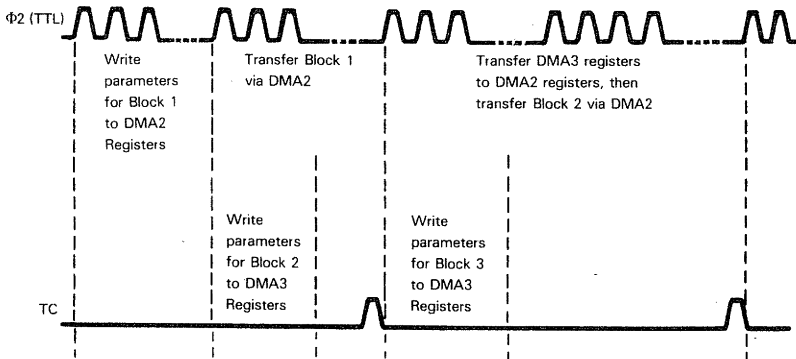 Φ2 (TTL)
Write
parameters
for Block 1
to DMA2
Registers
Transfer Block 1
via DMA2
Transfer DMA3 registers
to DMA2 registers, then
transfer Block 2 via DMA2
Write
parameters
for Block 2
to DMA3
Registers
Write
parameters
for Block 3
to DMA3
Registers
TC